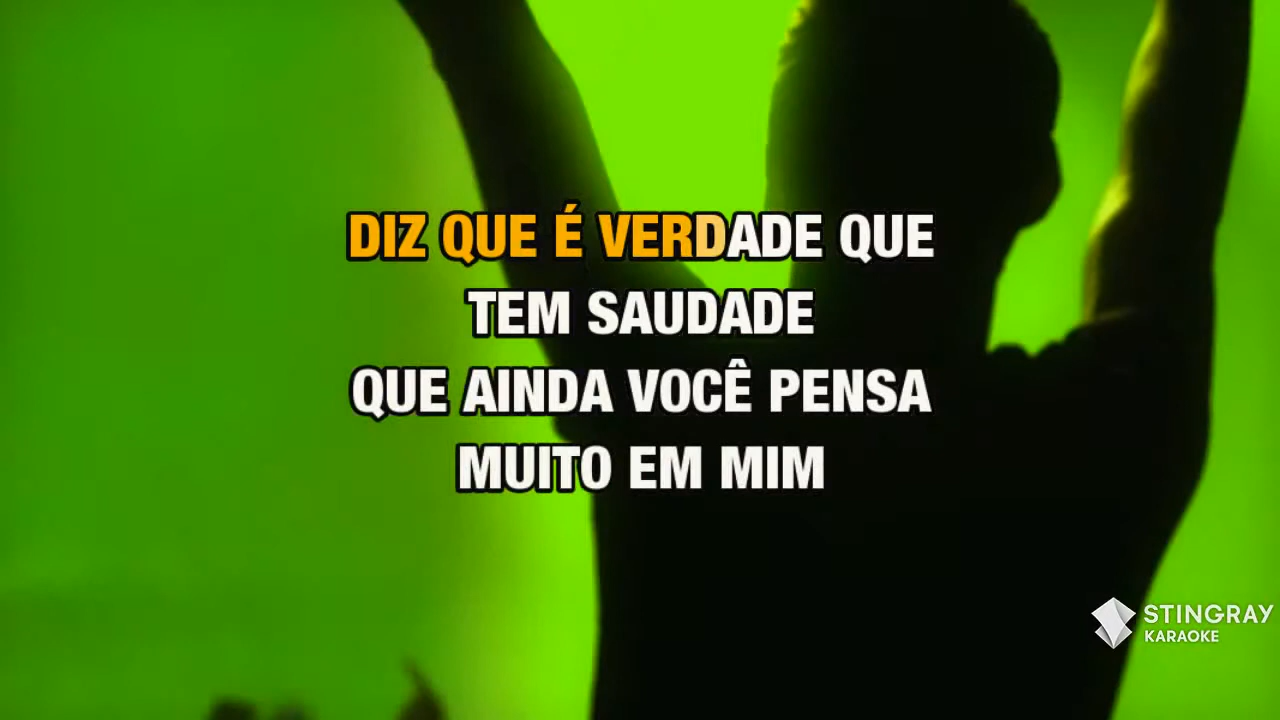 DIZ QUE É VERDADE QUE
TEM SAUDADE
QUE AINDA VOCÊ PENSA
MUITO EM MIM
STINGRAY
KARAOKE